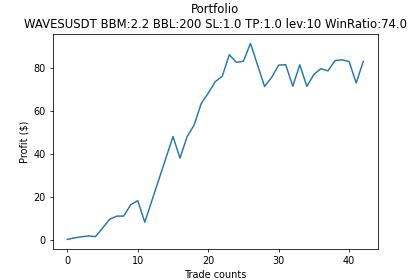 Portfolio
WAVESUSDT BBM:2.2 BBL:200 SL:1.0 TP:1.0 lev:10 WinRatio:74.0
80
60
40
20
0
Profit ($)
0 10 20 30 40
Trade counts